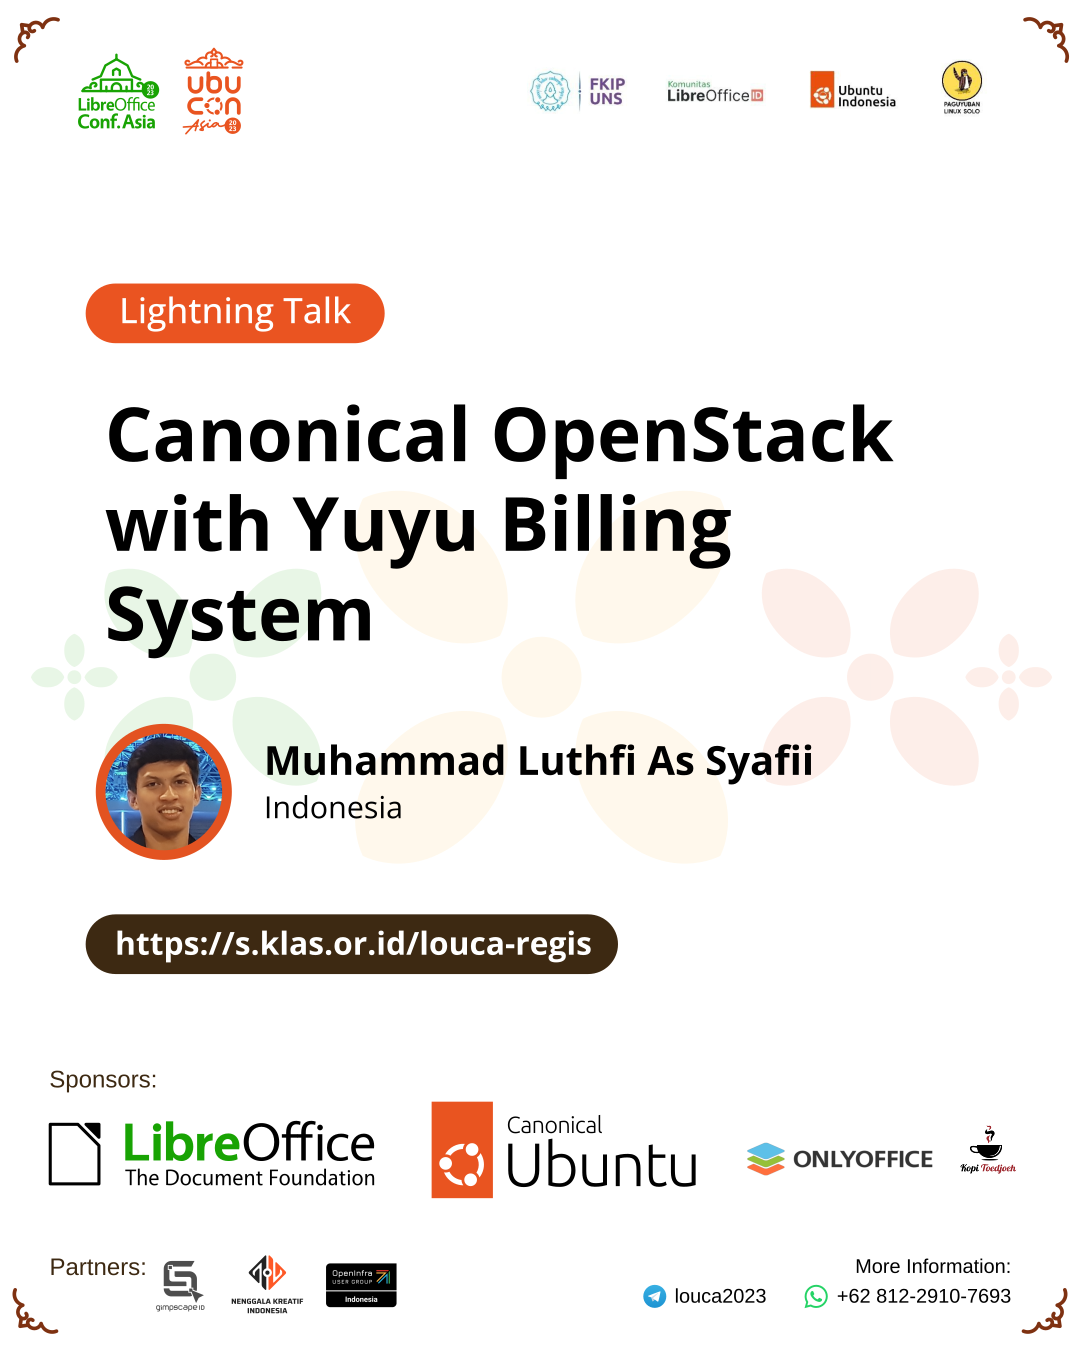 LibreOffice
Conf.Asia
2023
ubu
con
Asia
2023
FKIP
UNS
Komunitas
LibreOffice ID
Ubuntu
Indonesia
PAGUYUBAN
LINUX SOLO
Lightning Talk
Canonical OpenStack
with Yuyu Billing
System
Muhammad Luthfi As Syafii
Indonesia
https://s.klas.or.id/louca-regis
Sponsors:
LibreOffice
The Document Foundation
Canonical
Ubuntu
ONLYOFFICE
Kopi Toedjoeh
Partners:
gimpscape ID
NENGGALA KREATIF
INDONESIA
OpenInfra
USER GROUP
Indonesia
More Information:
louca2023
+62 812-2910-7693